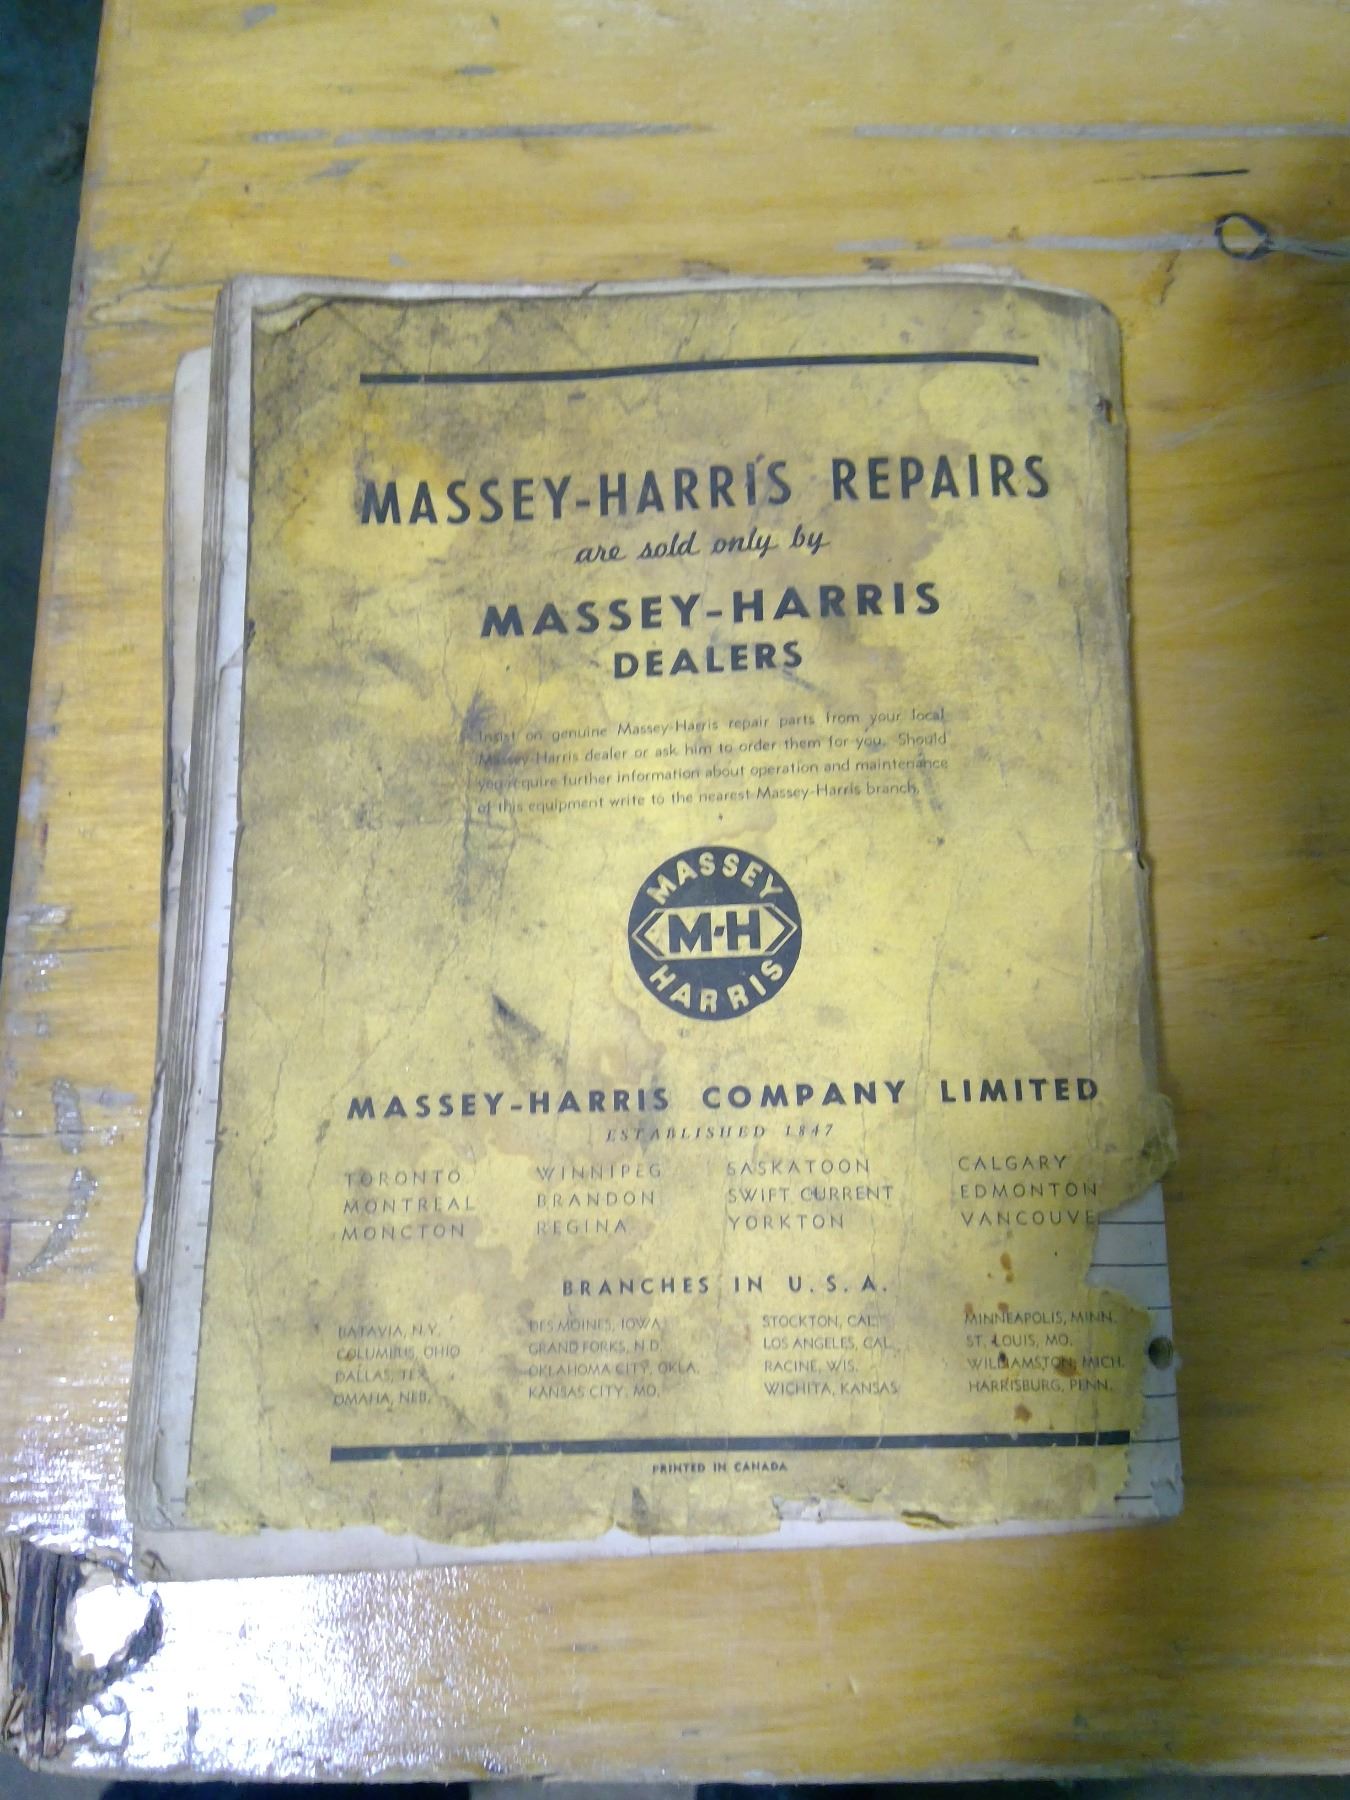 MASSEY-HARRIS REPAIRS
are sold only by
MASSEY-HARRIS
DEALERS
Insist on genuine Massey-Harris repair parts from your local
Massey-Harris dealer or ask him to order them for you. Should
you require further information about operation and maintenance
of this equipment write to the nearest Massey-Harris branch.
MASSEY
M-H
HARRIS
MASSEY-HARRIS COMPANY LIMITED
ESTABLISHED 1847
TORONTO WINNIPEG SASKATOON CALGARY
MONTREAL BRANDON SWIFT CURRENT EDMONTON
MONCTON REGINA YORKTON VANCOUVE
BRANCHES IN U.S.A.
BATAVIA, N.Y. DES MOINES, IOWA STOCKTON, CAL. MINNEAPOLIS, MINN.
COLUMBUS, OHIO GRAND FORKS, N.D. LOS ANGELES, CAL. ST. LOUIS, MO.
DALLAS, TEX. OKLAHOMA CITY, OKLA. RACINE, WIS. WILLIAMSTON, MICH.
OMAHA, NEB. KANSAS CITY, MO. WICHITA, KANSAS HARRISBURG, PENN.
PRINTED IN CANADA